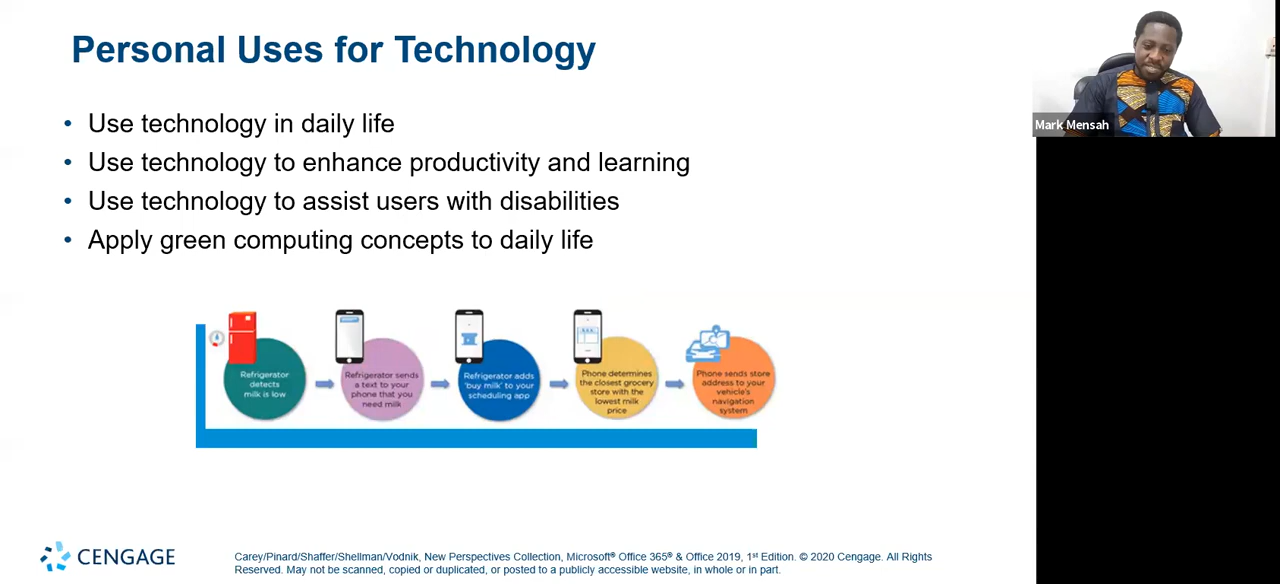 Personal Uses for Technology
Mark Mensah
• Use technology in daily life
• Use technology to enhance productivity and learning
• Use technology to assist users with disabilities
• Apply green computing concepts to daily life
Refrigerator
detects
milk is low
Refrigerator sends
a text to your
phone that you
need milk
Refrigerator adds
'buy milk' to your
scheduling app
Phone determines
the closest grocery
store with the
lowest milk
price
Phone sends store
address to your
vehicle's
navigation
system
CENGAGE
Carey/Pinard/Shaffer/Shellman/Vodnik, New Perspectives Collection, Microsoft® Office 365® & Office 2019, 1st Edition. © 2020 Cengage. All Rights
Reserved. May not be scanned, copied or duplicated, or posted to a publicly accessible website, in whole or in part.